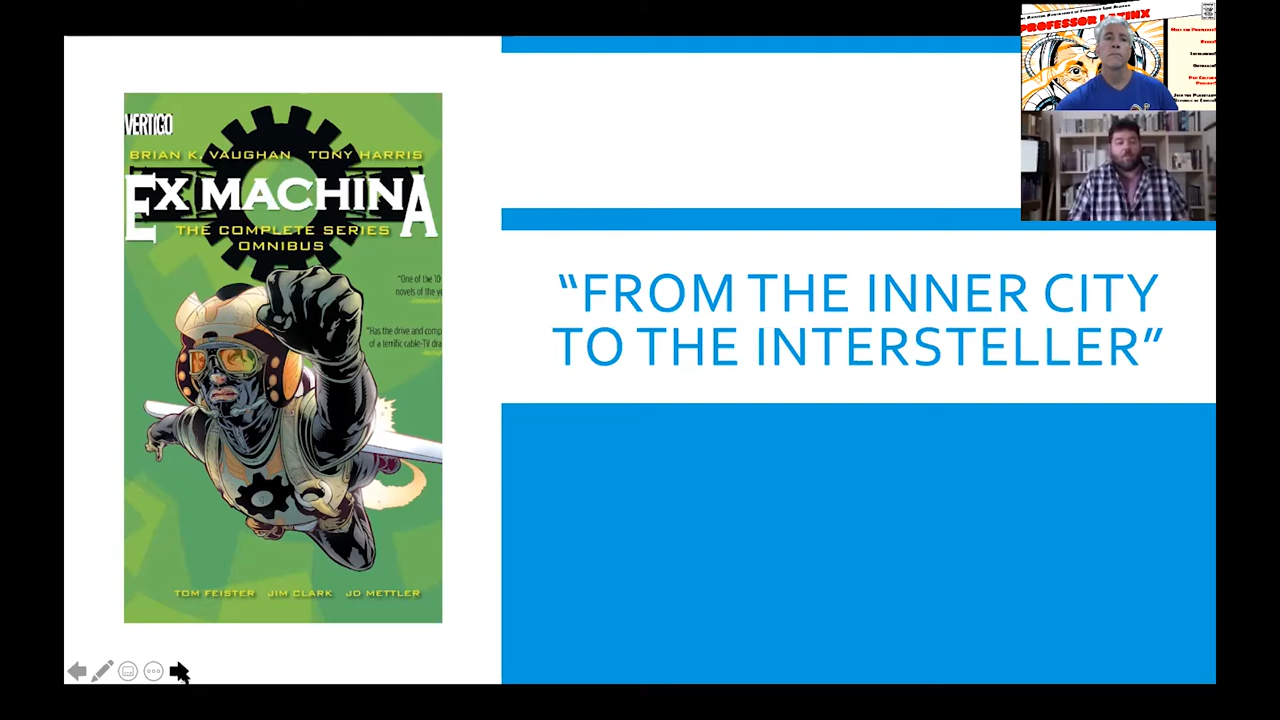 PROFESSOR LATINX
VERTIGO
BRIAN K. VAUGHAN TONY HARRIS
EX MACHINA
THE COMPLETE SERIES
OMNIBUS
"One of the 10
novels of the ye
"Has the drive and comp
of a terrific cable-TV dra
TOM FEISTER JIM CLARK JD METTLER
“FROM THE INNER CITY
TO THE INTERSTELLER”